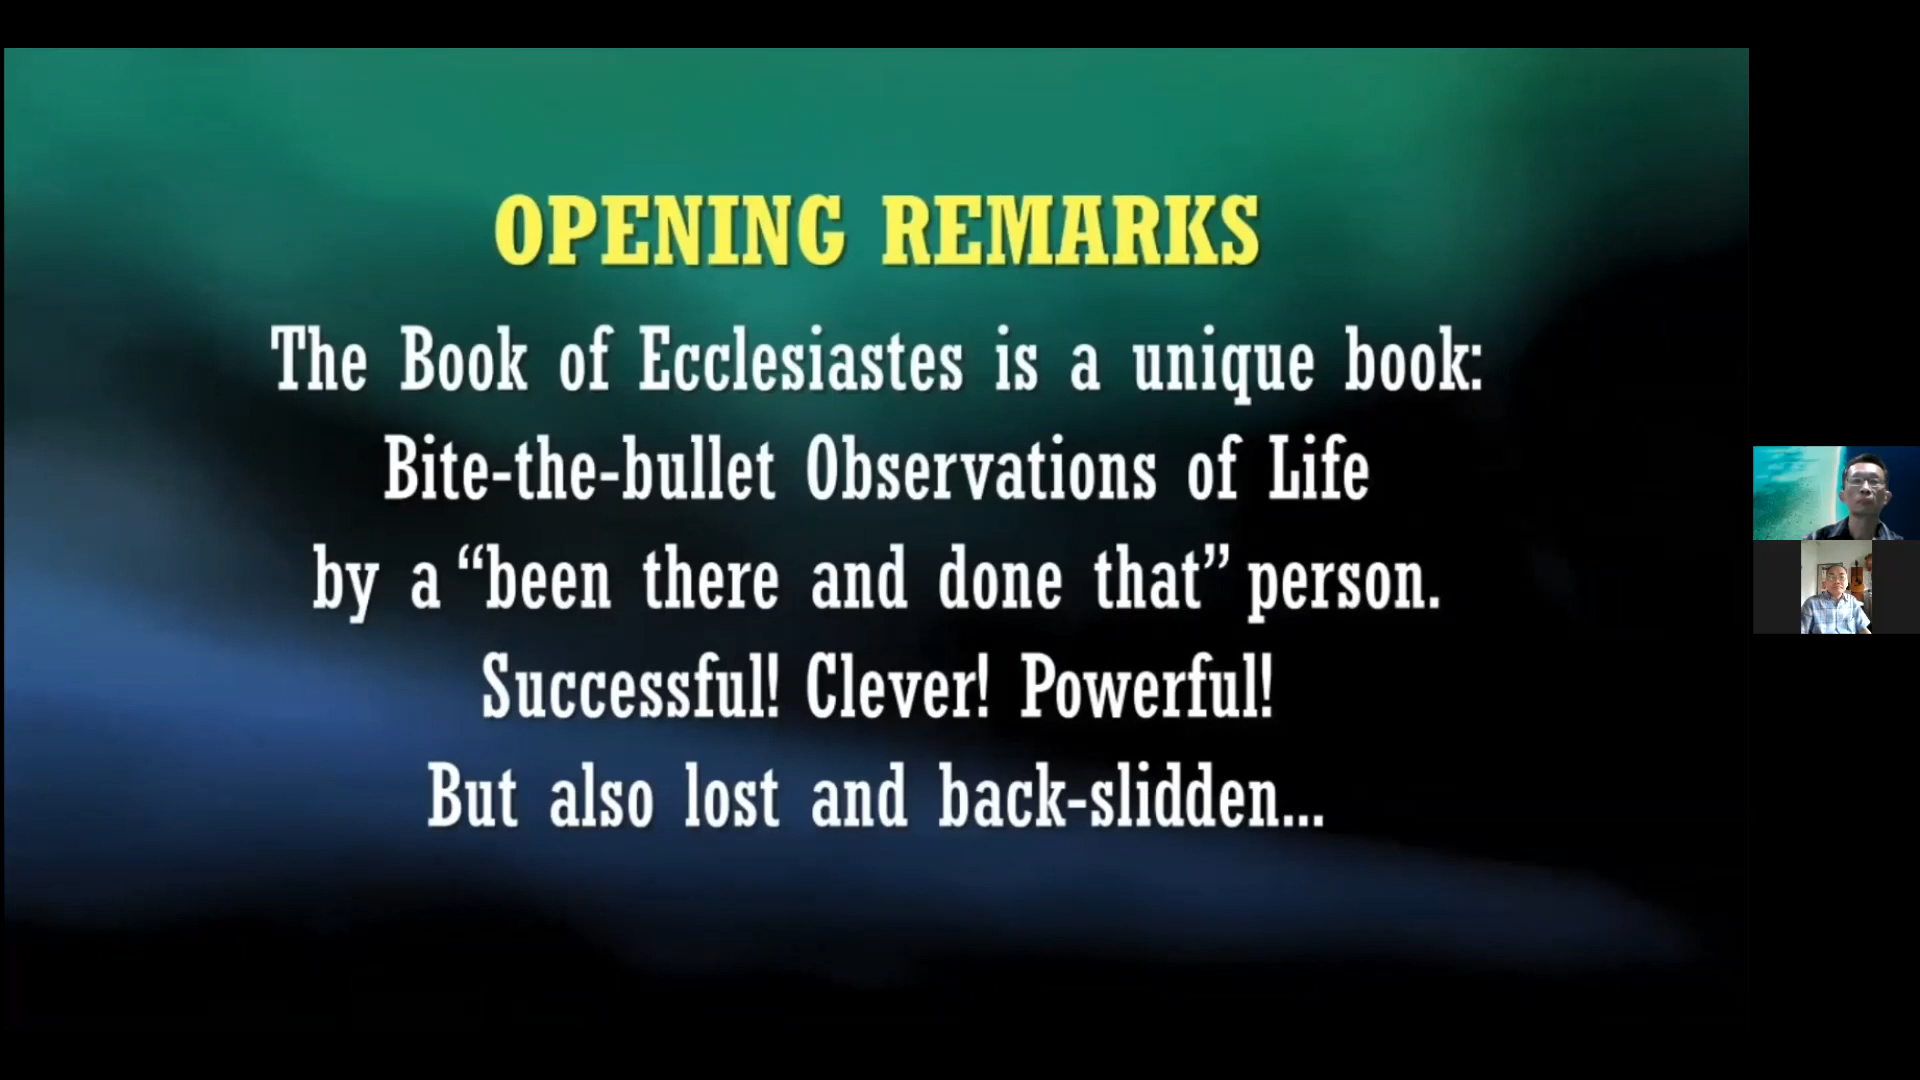 OPENING REMARKS
The Book of Ecclesiastes is a unique book:
Bite-the-bullet Observations of Life
by a “been there and done that” person.
Successful! Clever! Powerful!
But also lost and back-slidden...